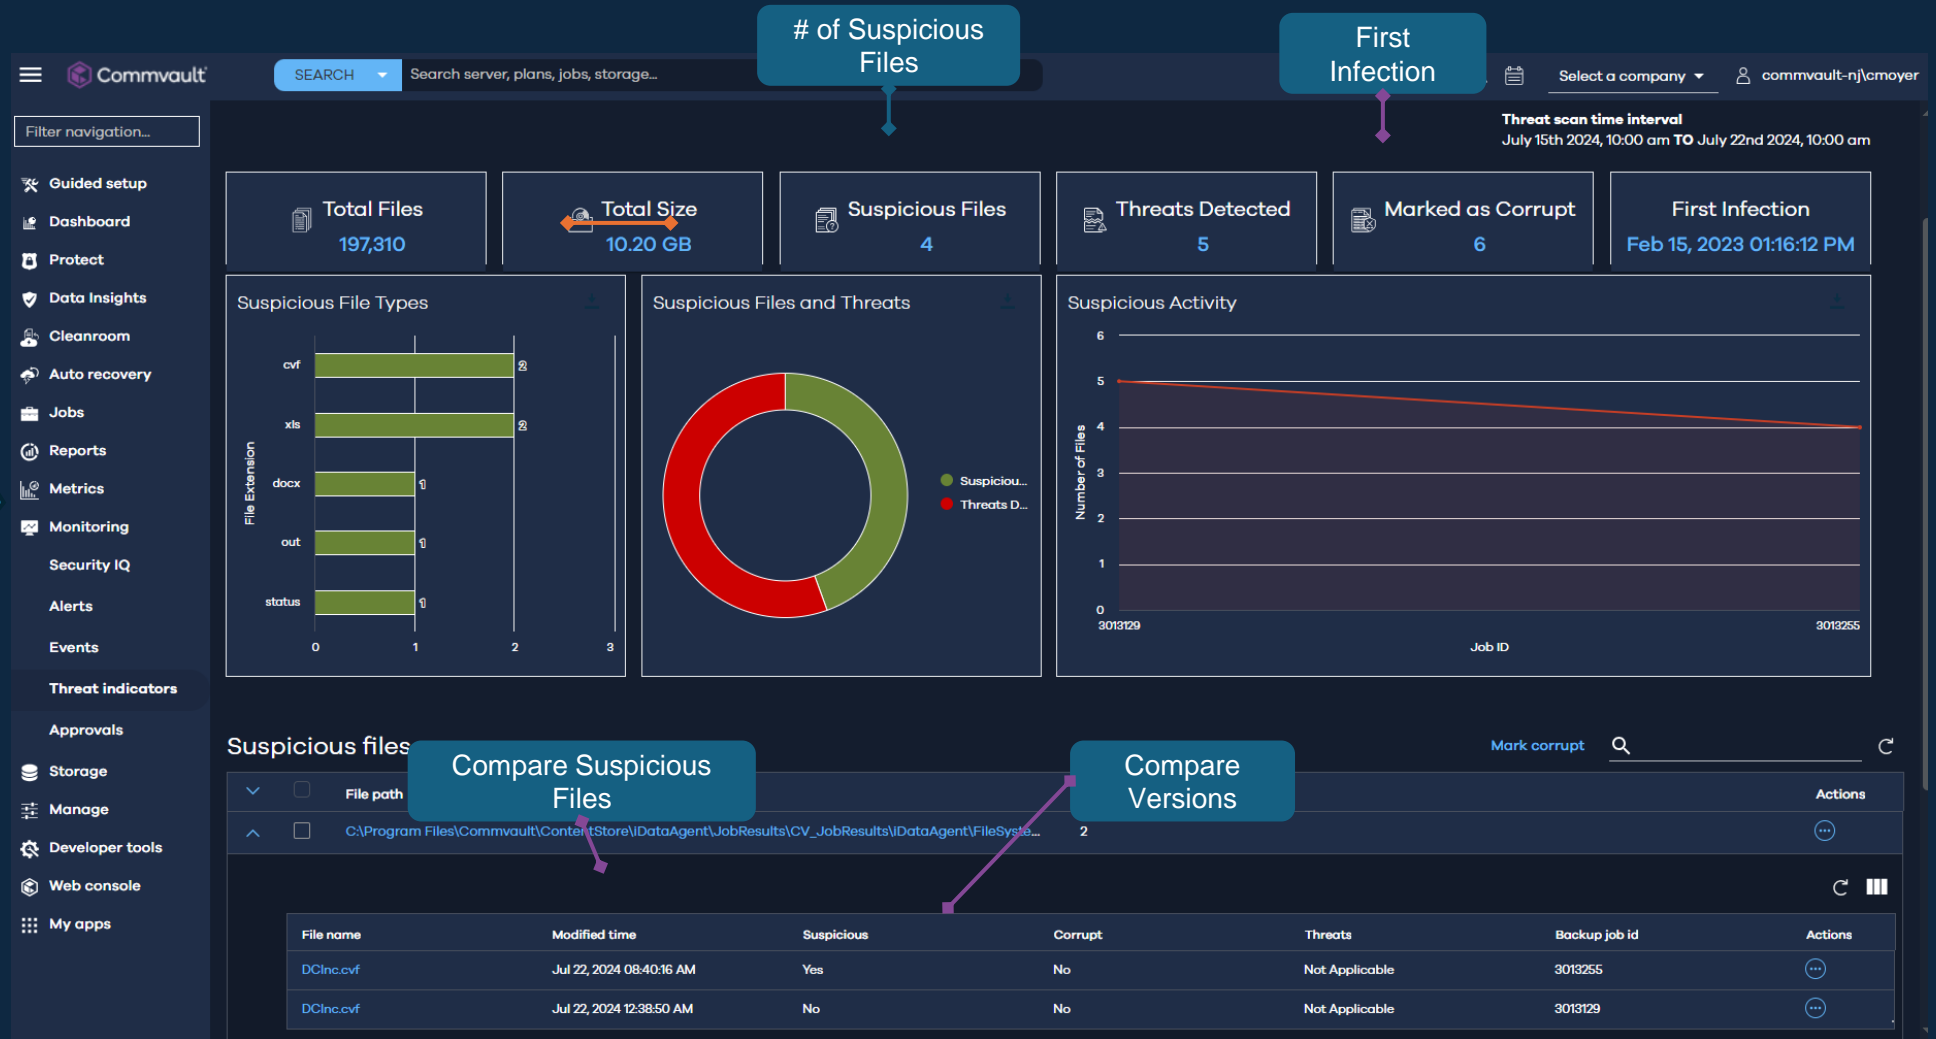 # of Suspicious
Files
First
Infection
Commvault
SEARCH
Search server, plans, jobs, storage...
Select a company
commvault-nj\cmoyer
Filter navigation...
Threat scan time interval
July 15th 2024, 10:00 am TO July 22nd 2024, 10:00 am
Guided setup
Dashboard
Protect
Data Insights
Cleanroom
Auto recovery
Jobs
Reports
Metrics
Monitoring
Security IQ
Alerts
Events
Threat indicators
Approvals
Storage
Manage
Developer tools
Web console
My apps
Total Files
197,310
Total Size
10.20 GB
Suspicious Files
4
Threats Detected
5
Marked as Corrupt
6
First Infection
Feb 15, 2023 01:16:12 PM
Suspicious File Types
File Extension
cvf
2
xls
2
docx
1
out
1
status
1
0
1
2
3
Suspicious Files and Threats
Suspiciou...
Threats D...
Suspicious Activity
Number of Files
6
5
4
3
2
1
0
3013129
3013255
Job ID
Suspicious files
Mark corrupt
Compare Suspicious
Files
Compare
Versions
File path
Actions
C:\Program Files\Commvault\ContentStore\iDataAgent\JobResults\CV_JobResults\iDataAgent\FileSyste...
2
File name Modified time Suspicious Corrupt Threats Backup job id Actions
DCInc.cvf Jul 22, 2024 08:40:16 AM Yes No Not Applicable 3013255
DCInc.cvf Jul 22, 2024 12:38:50 AM No No Not Applicable 3013129